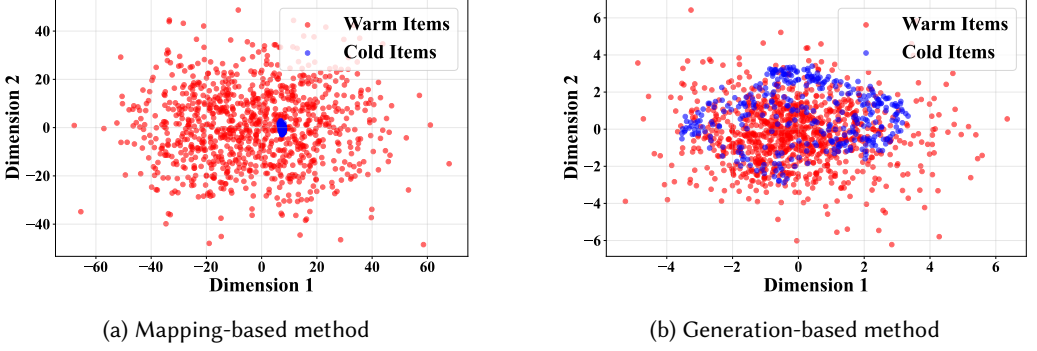 Warm Items
Cold Items
40
20
0
−20
−40
Dimension 2
−60
−40
−20
0
20
40
60
Dimension 1
(a) Mapping-based method
Warm Items
Cold Items
6
4
2
0
−2
−4
−6
Dimension 2
−4
−2
0
2
4
6
Dimension 1
(b) Generation-based method